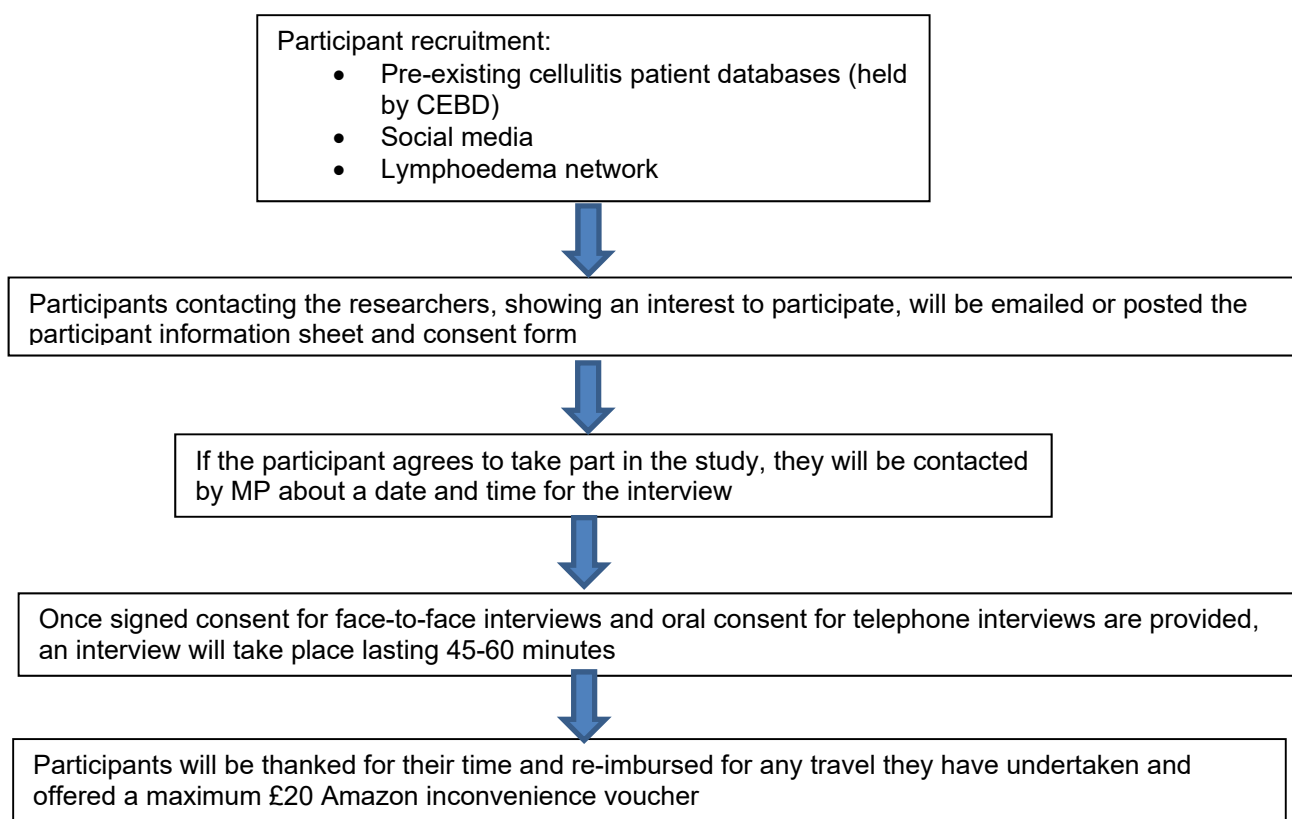 Participant recruitment:
• Pre-existing cellulitis patient databases (held
by CEBD)
• Social media
• Lymphoedema network
Participants contacting the researchers, showing an interest to participate, will be emailed or posted the
participant information sheet and consent form
If the participant agrees to take part in the study, they will be contacted
by MP about a date and time for the interview
Once signed consent for face-to-face interviews and oral consent for telephone interviews are provided,
an interview will take place lasting 45-60 minutes
Participants will be thanked for their time and re-imbursed for any travel they have undertaken and
offered a maximum £20 Amazon inconvenience voucher